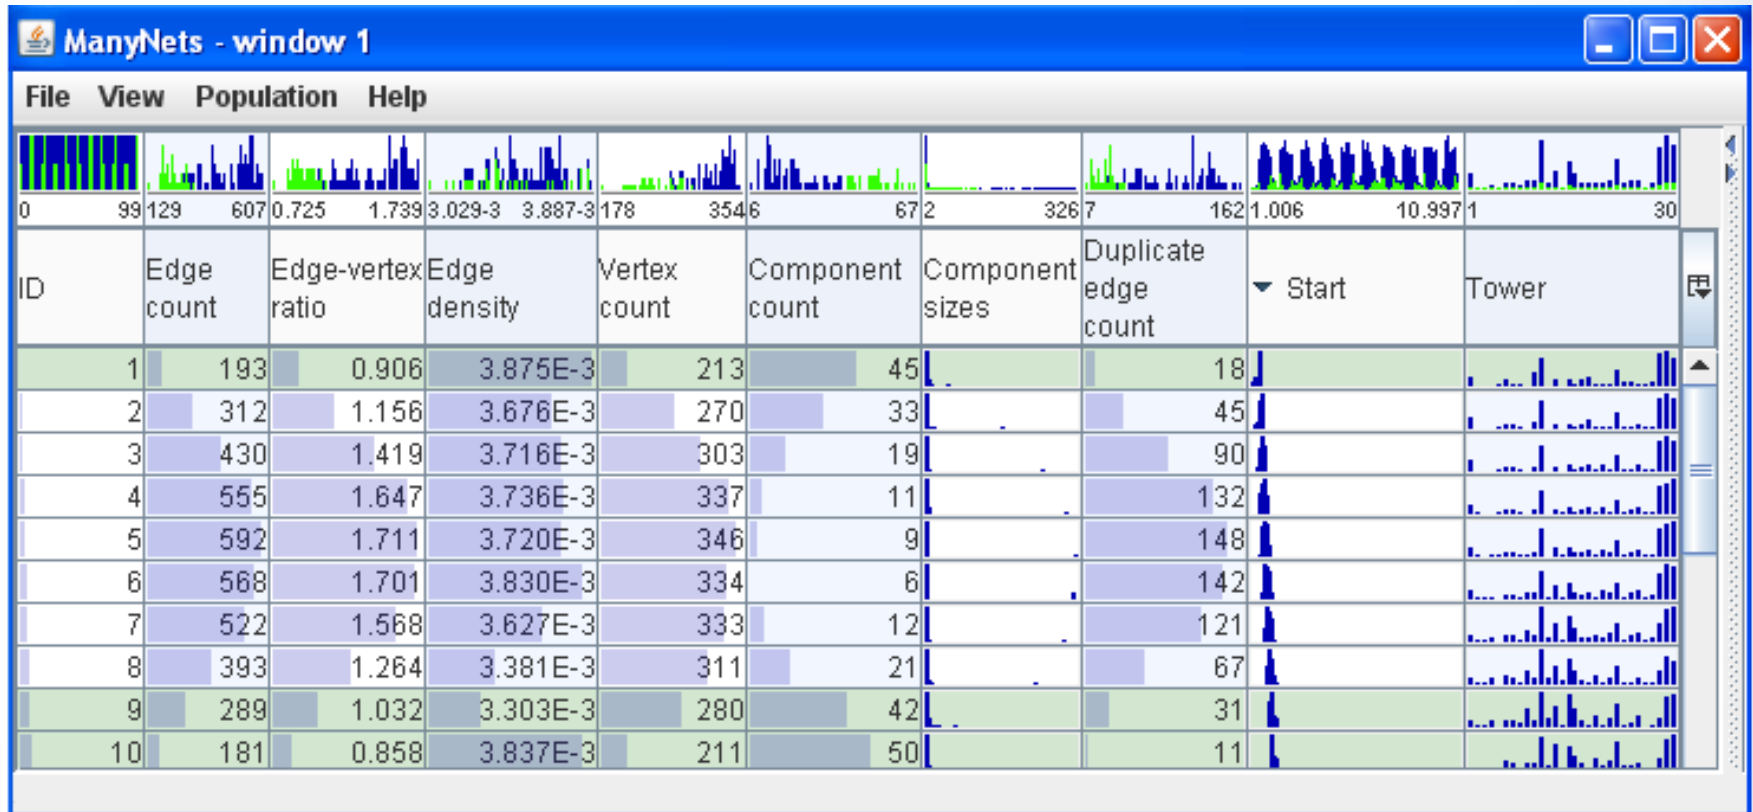 ManyNets - window 1
File View Population Help
0 99 129 607 0.725 1.739 3.029-3 3.887-3 178 354 6 67 2 326 7 162 1.006 10.997 1 30
ID Edge count Edge-vertex ratio Edge density Vertex count Component count Component sizes Duplicate edge count Start Tower
1 193 0.906 3.875E-3 213 45 18
2 312 1.156 3.676E-3 270 33 45
3 430 1.419 3.716E-3 303 19 90
4 555 1.647 3.736E-3 337 11 132
5 592 1.711 3.720E-3 346 9 148
6 568 1.701 3.830E-3 334 6 142
7 522 1.568 3.627E-3 333 12 121
8 393 1.264 3.381E-3 311 21 67
9 289 1.032 3.303E-3 280 42 31
10 181 0.858 3.837E-3 211 50 11